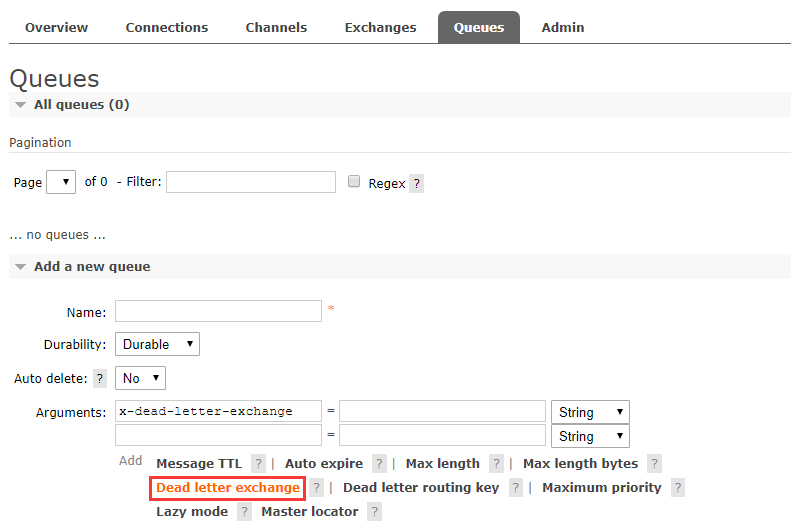 Overview Connections Channels Exchanges Queues Admin
Queues
All queues (0)
Pagination
Page of 0 - Filter: Regex ?
... no queues ...
Add a new queue
Name: *
Durability: Durable
Auto delete: ? No
Arguments: x-dead-letter-exchange = String
= String
Add Message TTL ? | Auto expire ? | Max length ? | Max length bytes ?
Dead letter exchange ? | Dead letter routing key ? | Maximum priority ?
Lazy mode ? Master locator ?